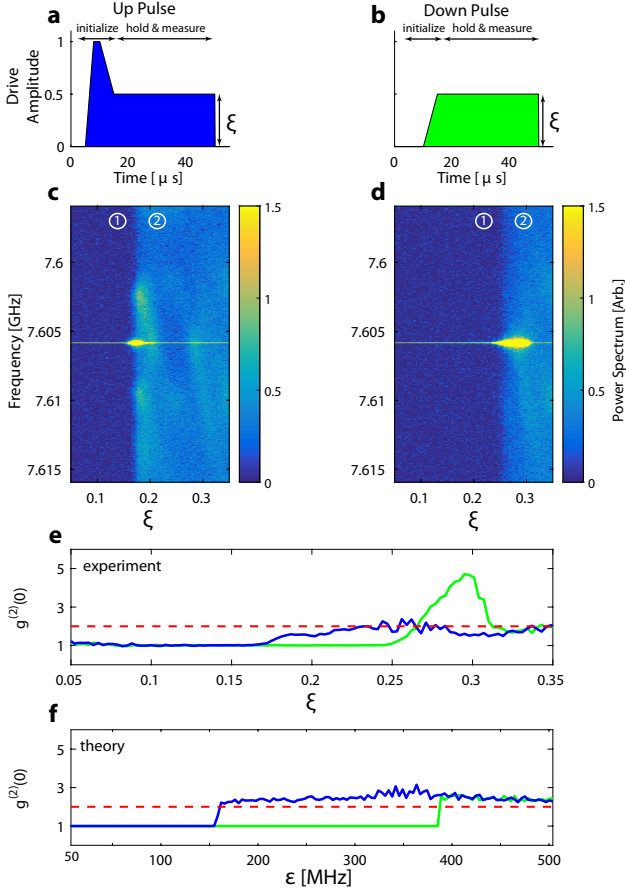 a
Up Pulse
initialize hold & measure
Drive Amplitude
1
0.5
0
ξ
0 20 40
Time [ μ s]
b
Down Pulse
initialize hold & measure
ξ
0 20 40
Time [ μ s]
c
1 2
Frequency [GHz]
7.6
7.605
7.61
7.615
0.1 0.2 0.3
ξ
1.5
1
0.5
0
d
1 2
7.6
7.605
7.61
7.615
0.1 0.2 0.3
ξ
1.5
1
0.5
0
Power Spectrum [Arb.]
e
experiment
g(2)(0)
5
3
1
0.05 0.1 0.15 0.2 0.25 0.3 0.35
ξ
f
theory
g(2)(0)
5
3
1
50 100 200 300 400 500
ε [MHz]